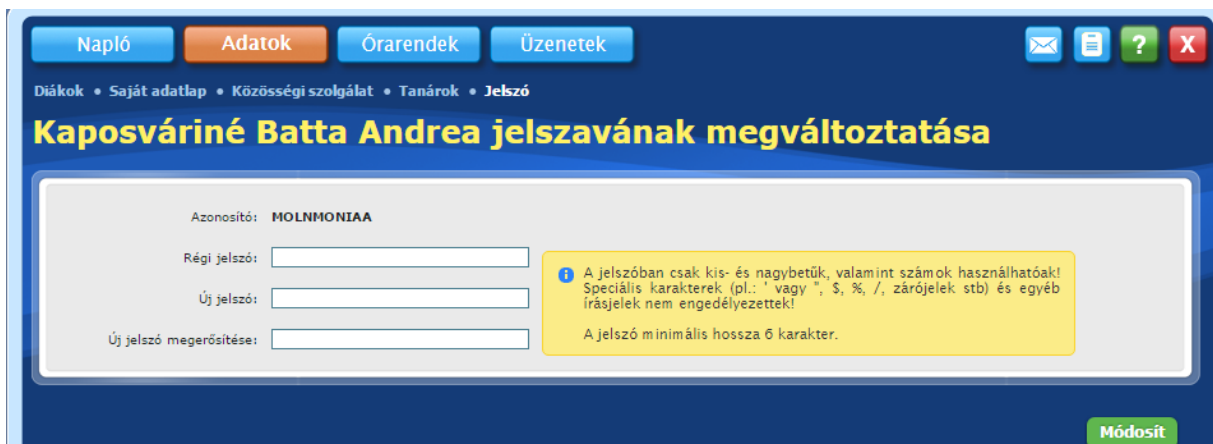 Napló Adatok Órarendek Üzenetek ? X
Diákok • Saját adatlap • Közösségi szolgálat • Tanárok • Jelszó
Kaposváriné Batta Andrea jelszavának megváltoztatása
Azonosító: MOLNMONIAA
Régi jelszó:
Új jelszó:
Új jelszó megerősítése:
A jelszóban csak kis- és nagybetűk, valamint számok használhatóak!
Speciális karakterek (pl.: ' vagy ", $, %, /, zárójelek stb) és egyéb
írásjelek nem engedélyezettek!
A jelszó minimális hossza 6 karakter.
Módosít